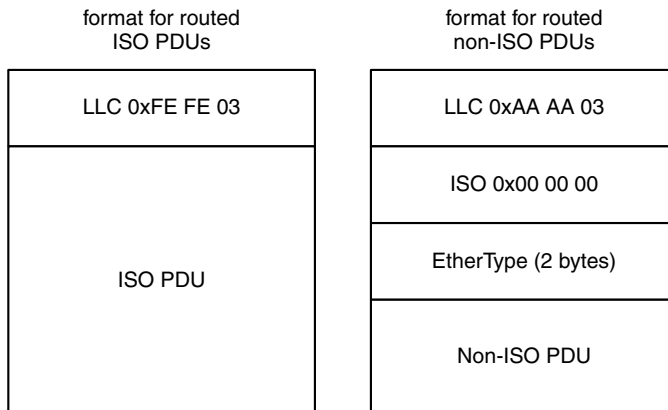 format for routed
ISO PDUs
LLC 0xFE FE 03
ISO PDU
format for routed
non-ISO PDUs
LLC 0xAA AA 03
ISO 0x00 00 00
EtherType (2 bytes)
Non-ISO PDU